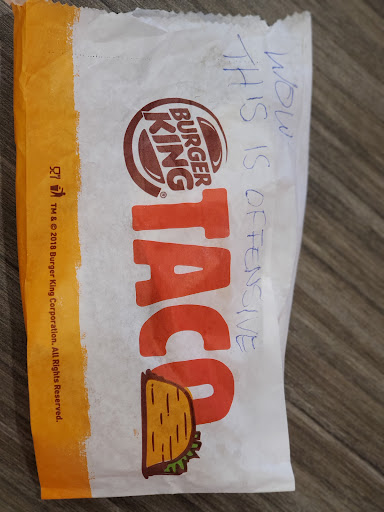 WOW
THIS IS OFFENSIVE
BURGER
KING®
TACO
TM & © 2018 Burger King Corporation. All Rights Reserved.